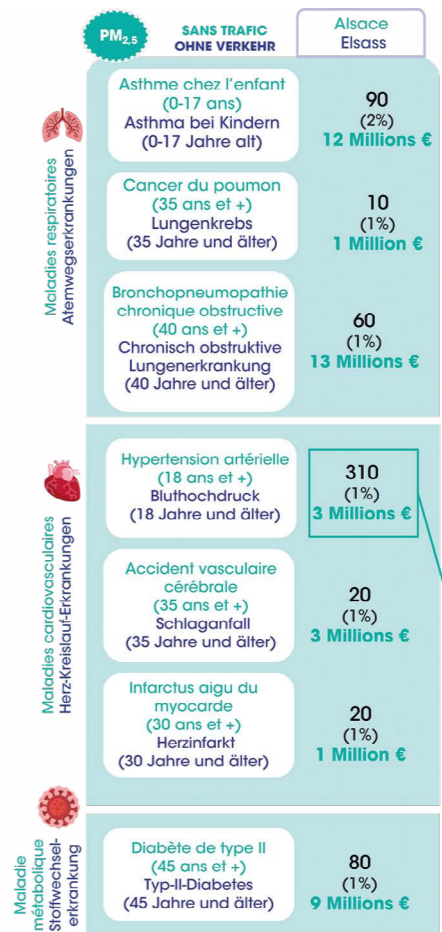 PM2,5
SANS TRAFIC
OHNE VERKEHR
Alsace
Elsass
Maladies respiratoires
Atemwegserkrankungen
Asthme chez l'enfant
(0-17 ans)
Asthma bei Kindern
(0-17 Jahre alt)
90
(2%)
12 Millions €
Cancer du poumon
(35 ans et +)
Lungenkrebs
(35 Jahre und älter)
10
(1%)
1 Million €
Bronchopneumopathie
chronique obstructive
(40 ans et +)
Chronisch obstruktive
Lungenerkrankung
(40 Jahre und älter)
60
(1%)
13 Millions €
Maladies cardiovasculaires
Herz-Kreislauf-Erkrankungen
Hypertension artérielle
(18 ans et +)
Bluthochdruck
(18 Jahre und älter)
310
(1%)
3 Millions €
Accident vasculaire
cérébrale
(35 ans et +)
Schlaganfall
(35 Jahre und älter)
20
(1%)
3 Millions €
Infarctus aigu du
myocarde
(30 ans et +)
Herzinfarkt
(30 Jahre und älter)
20
(1%)
1 Million €
Maladie
métabolique
Stoffwechsel-
erkrankung
Diabète de type II
(45 ans et +)
Typ-II-Diabetes
(45 Jahre und älter)
80
(1%)
9 Millions €